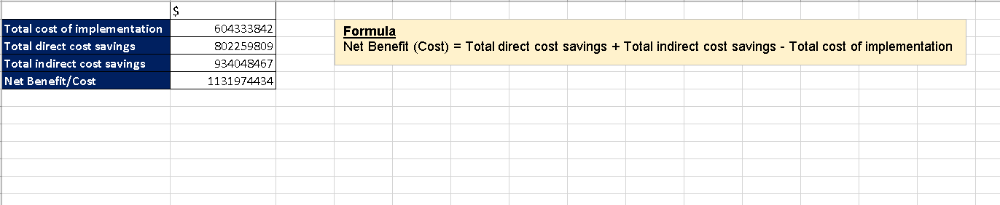 $
Total cost of implementation 604333842
Total direct cost savings 802259809
Total indirect cost savings 934048467
Net Benefit/Cost 1131974434
Formula
Net Benefit (Cost) = Total direct cost savings + Total indirect cost savings - Total cost of implementation